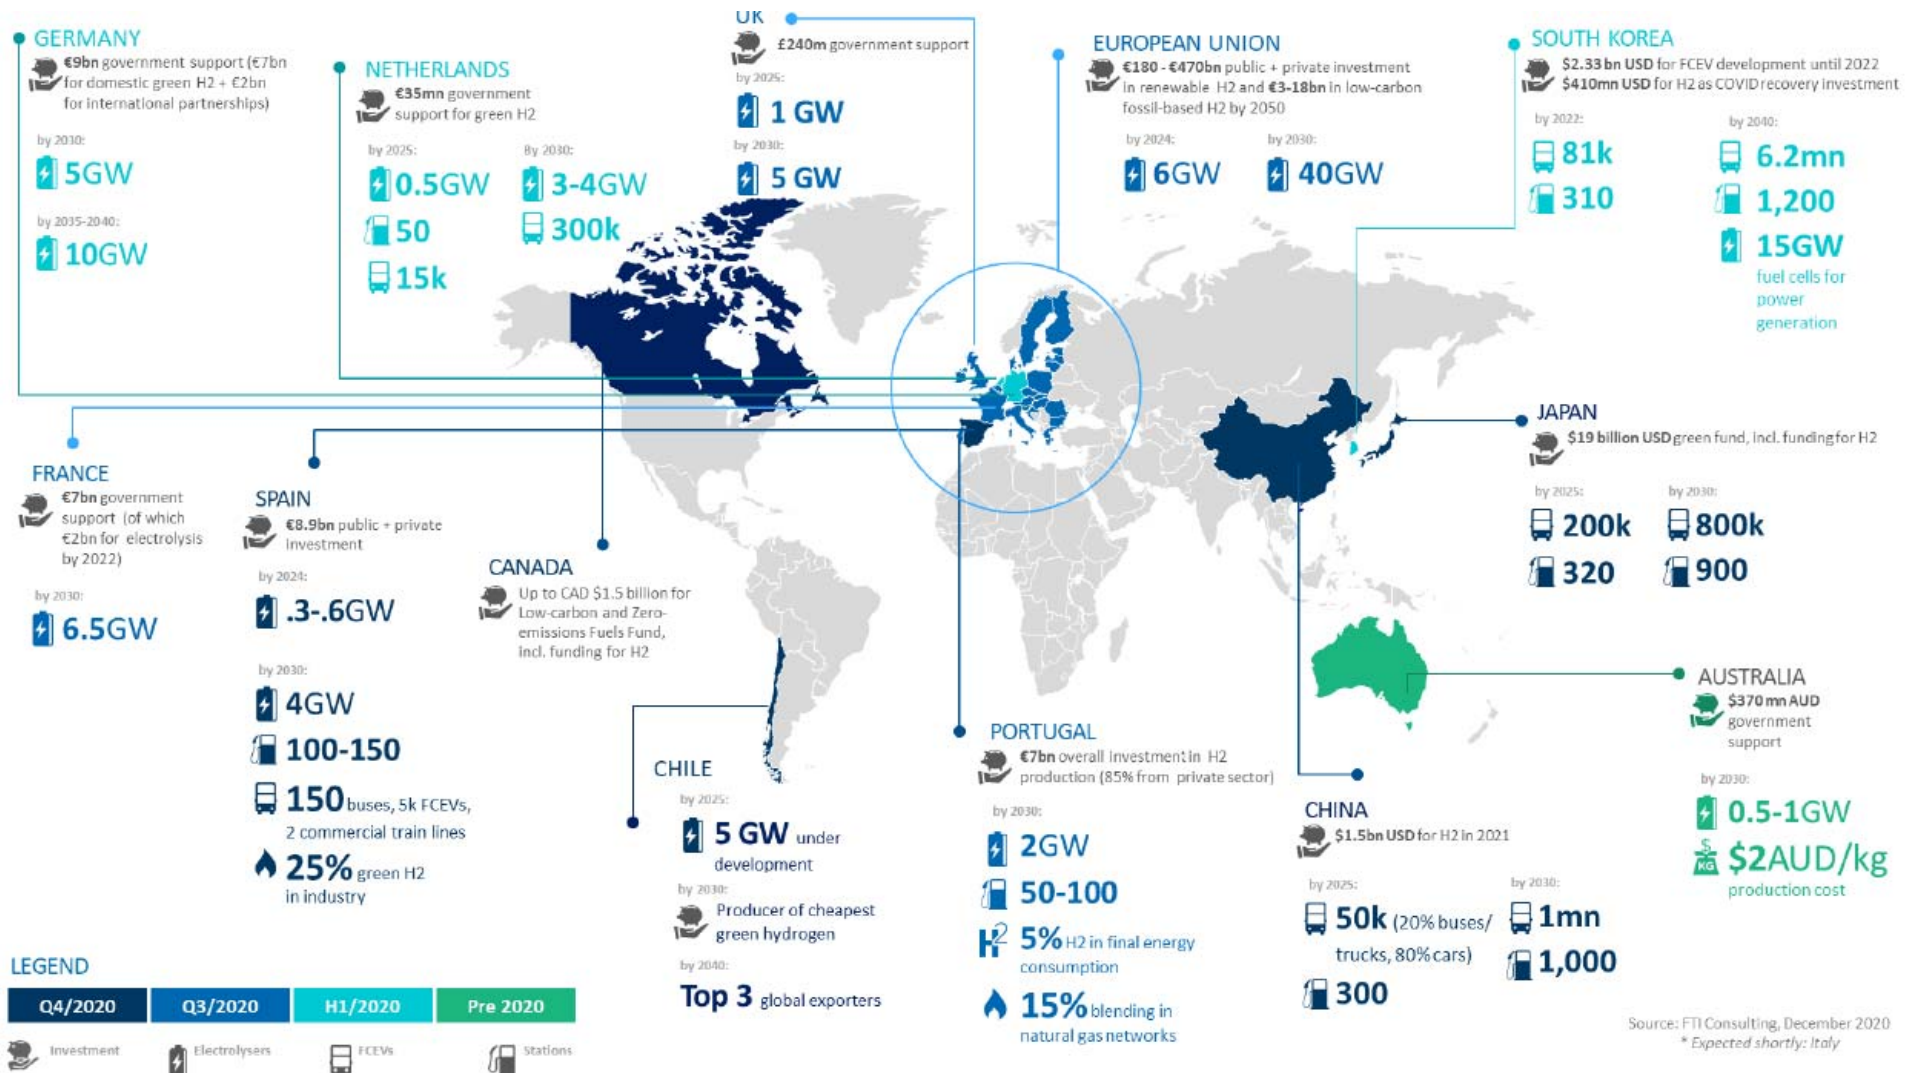 GERMANY
€9bn government support (€7bn
for domestic green H2 + €2bn
for international partnerships)
by 2030:
5GW
by 2035-2040:
10GW
NETHERLANDS
€35mn government
support for green H2
by 2025:
0.5GW
50
15k
By 2030:
3-4GW
300k
UK
£240m government support
by 2025:
1 GW
by 2030:
5 GW
EUROPEAN UNION
€180 - €470bn public + private investment
in renewable H2 and €3-18bn in low-carbon
fossil-based H2 by 2050
by 2024:
6GW
by 2030:
40GW
SOUTH KOREA
$2.33 bn USD for FCEV development until 2022
$410mn USD for H2 as COVID recovery investment
by 2022:
81k
310
by 2040:
6.2mn
1,200
15GW
fuel cells for
power
generation
JAPAN
$19 billion USD green fund, incl. funding for H2
by 2025:
200k
320
by 2030:
800k
900
FRANCE
€7bn government
support (of which
€2bn for electrolysis
by 2022)
by 2030:
6.5GW
SPAIN
€8.9bn public + private
investment
by 2024:
.3-.6GW
by 2030:
4GW
100-150
150 buses, 5k FCEVs,
2 commercial train lines
25% green H2
in industry
CANADA
Up to CAD $1.5 billion for
Low-carbon and Zero-
emissions Fuels Fund,
incl. funding for H2
CHILE
by 2025:
5 GW under
development
by 2030:
Producer of cheapest
green hydrogen
by 2040:
Top 3 global exporters
PORTUGAL
€7bn overall investment in H2
production (85% from private sector)
by 2030:
2GW
50-100
H2 5% H2 in final energy
consumption
15% blending in
natural gas networks
CHINA
$1.5bn USD for H2 in 2021
by 2025:
50k (20% buses/
trucks, 80% cars)
300
by 2030:
1mn
1,000
AUSTRALIA
$370 mn AUD
government
support
by 2030:
0.5-1GW
$ KG $2AUD/kg
production cost
LEGEND
Q4/2020 Q3/2020 H1/2020 Pre 2020
Investment Electrolysers FCEVs Stations
Source: FTI Consulting, December 2020
* Expected shortly: Italy